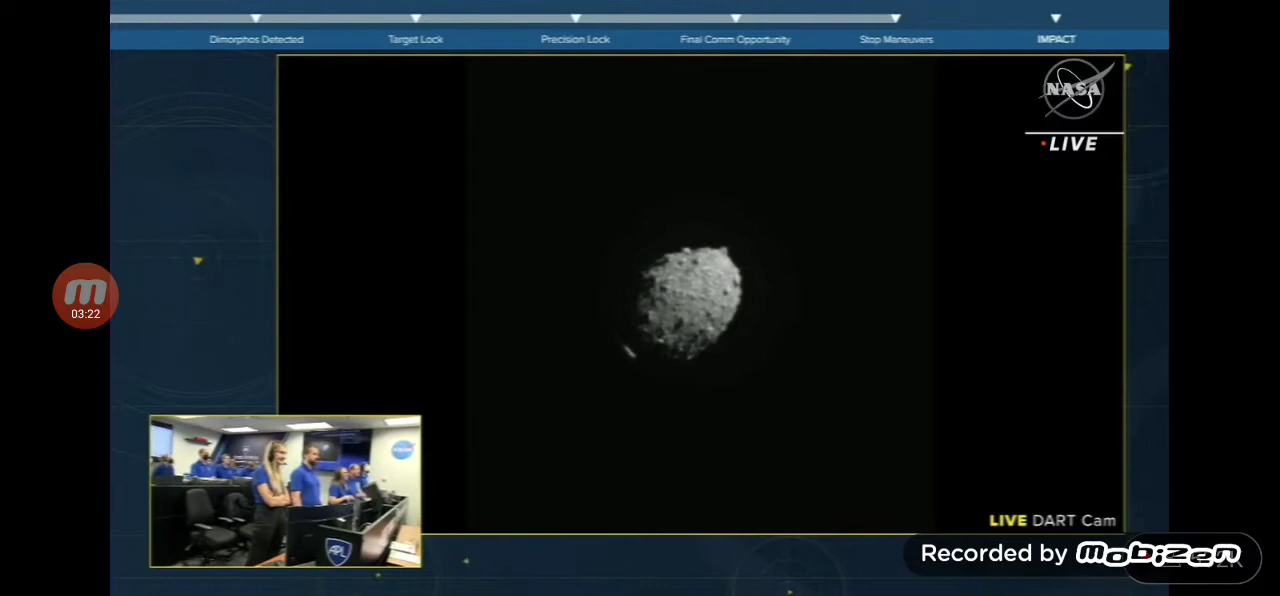 Dimorphos Detected
Target Lock
Precision Lock
Final Comm Opportunity
Stop Maneuvers
IMPACT
NASA
LIVE
03:22
APL
LIVE DART Cam
Recorded by mobizen